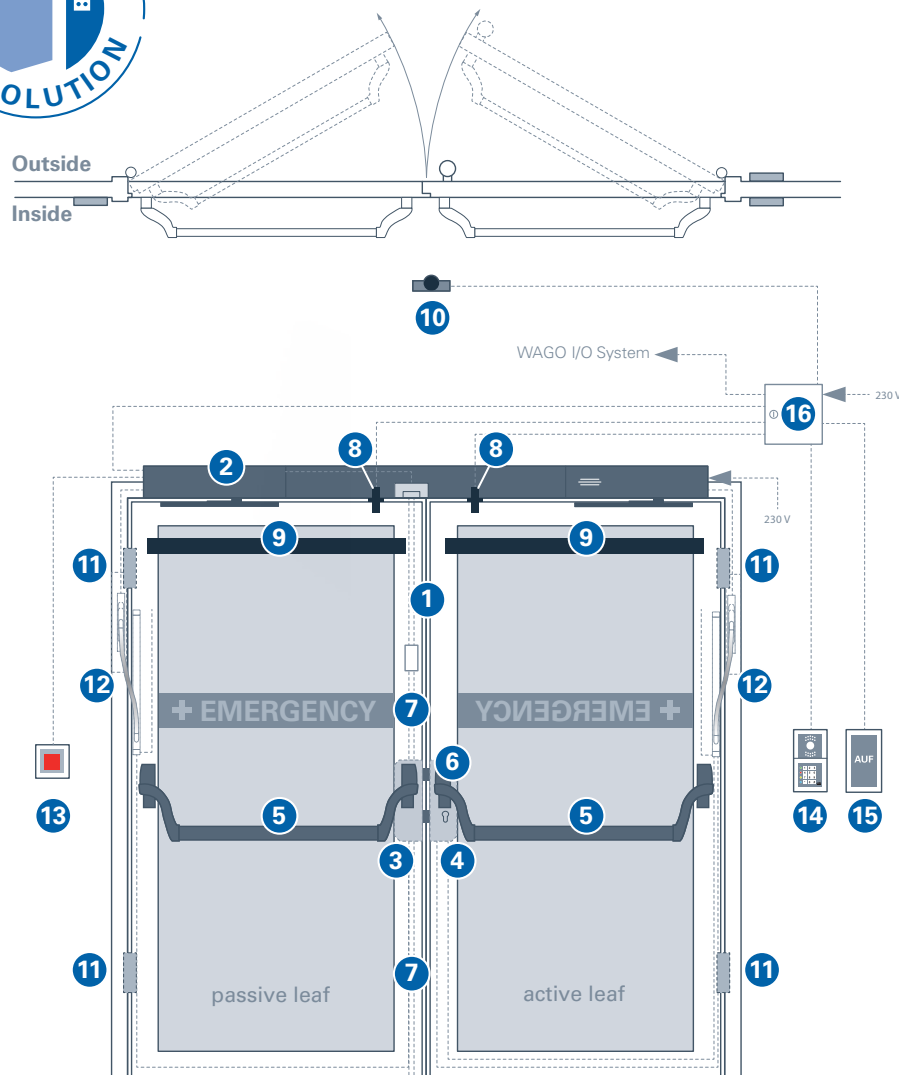 OLUTION
Outside
Inside
10
WAGO I/O System
230 V
16
8
8
2
230 V
9
9
11
11
1
12
12
+ EMERGENCY
EMERGENCY +
7
6
AUF
13
5
5
14
15
3
4
11
11
7
passive leaf
active leaf